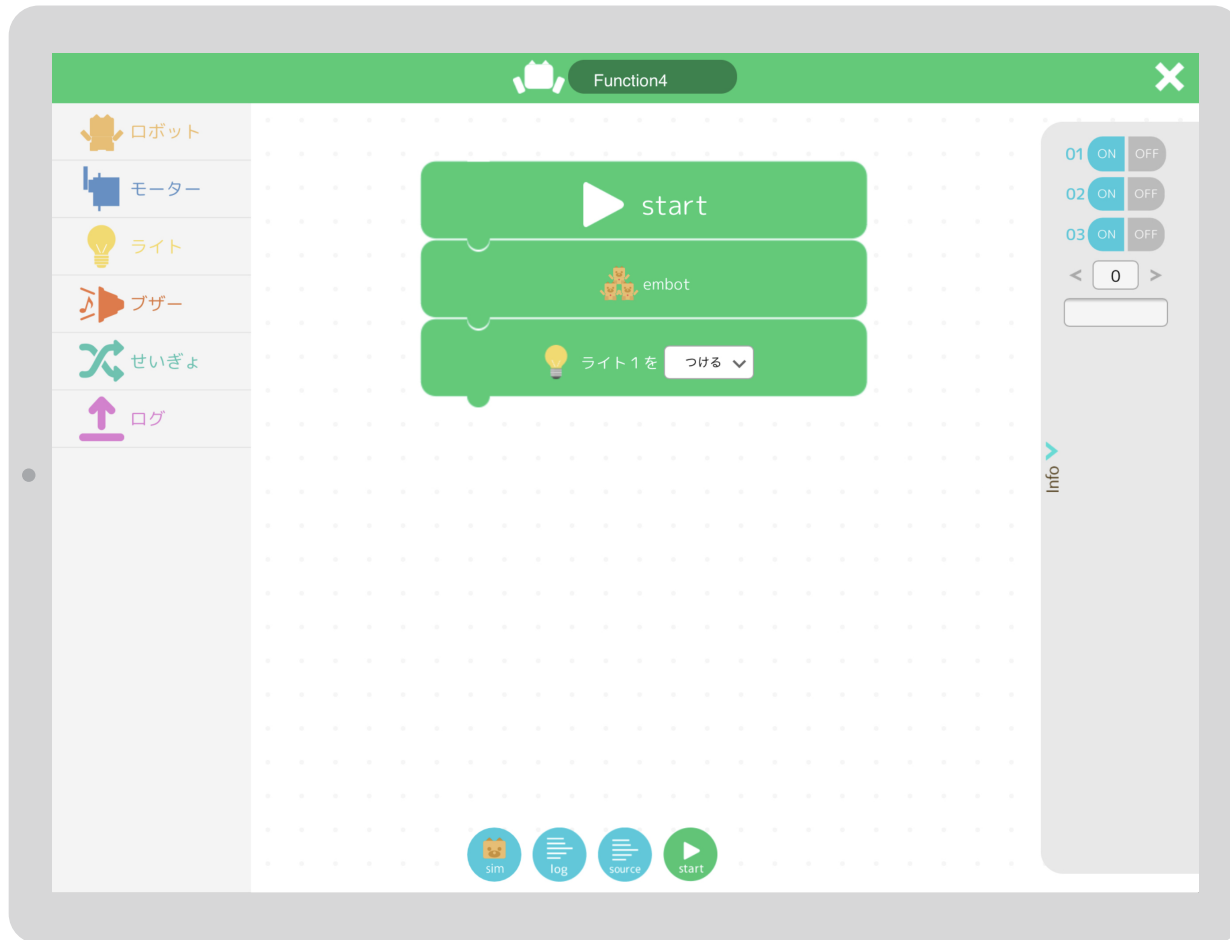 Function4
ロボット
モーター
ライト
ブザー
せいぎょ
ログ
start
embot
ライト1を つける
01 ON OFF
02 ON OFF
03 ON OFF
< 0 >
Info
sim
log
source
start